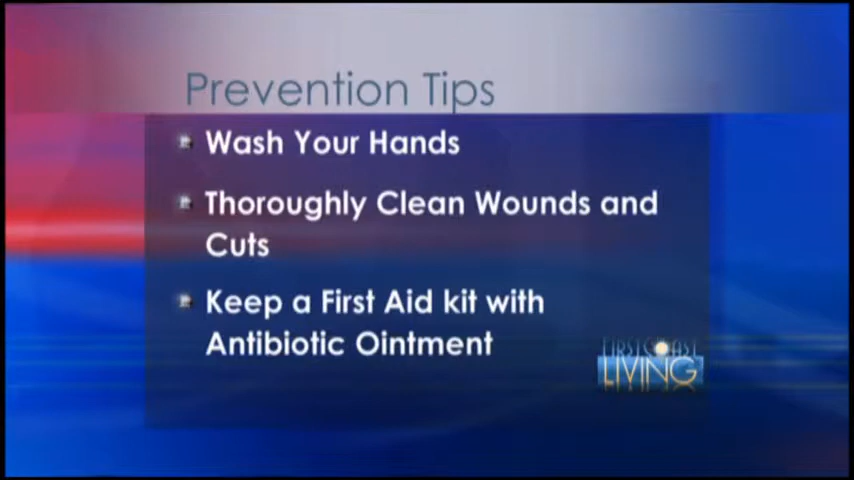 Prevention Tips
Wash Your Hands
Thoroughly Clean Wounds and
Cuts
Keep a First Aid kit with
Antibiotic Ointment
FIRST COAST
LIVING